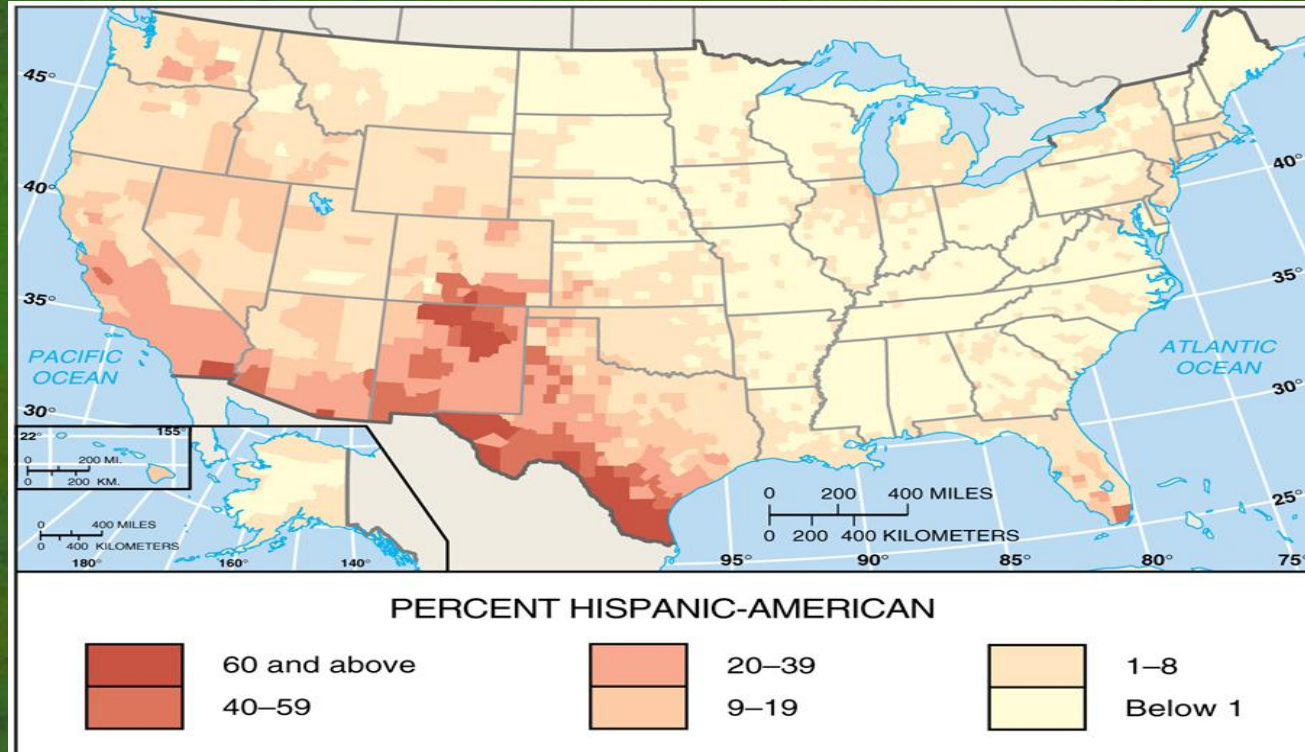 45°
40°
35°
30°
PACIFIC
OCEAN
40°
35°
ATLANTIC
OCEAN
30°
25°
22°
155°
0 200 MI.
0 200 KM.
0 400 MILES
0 400 KILOMETERS
180°
160°
140°
0 200 400 MILES
0 200 400 KILOMETERS
95°
90°
85°
80°
75°
PERCENT HISPANIC-AMERICAN
60 and above
40–59
20–39
9–19
1–8
Below 1